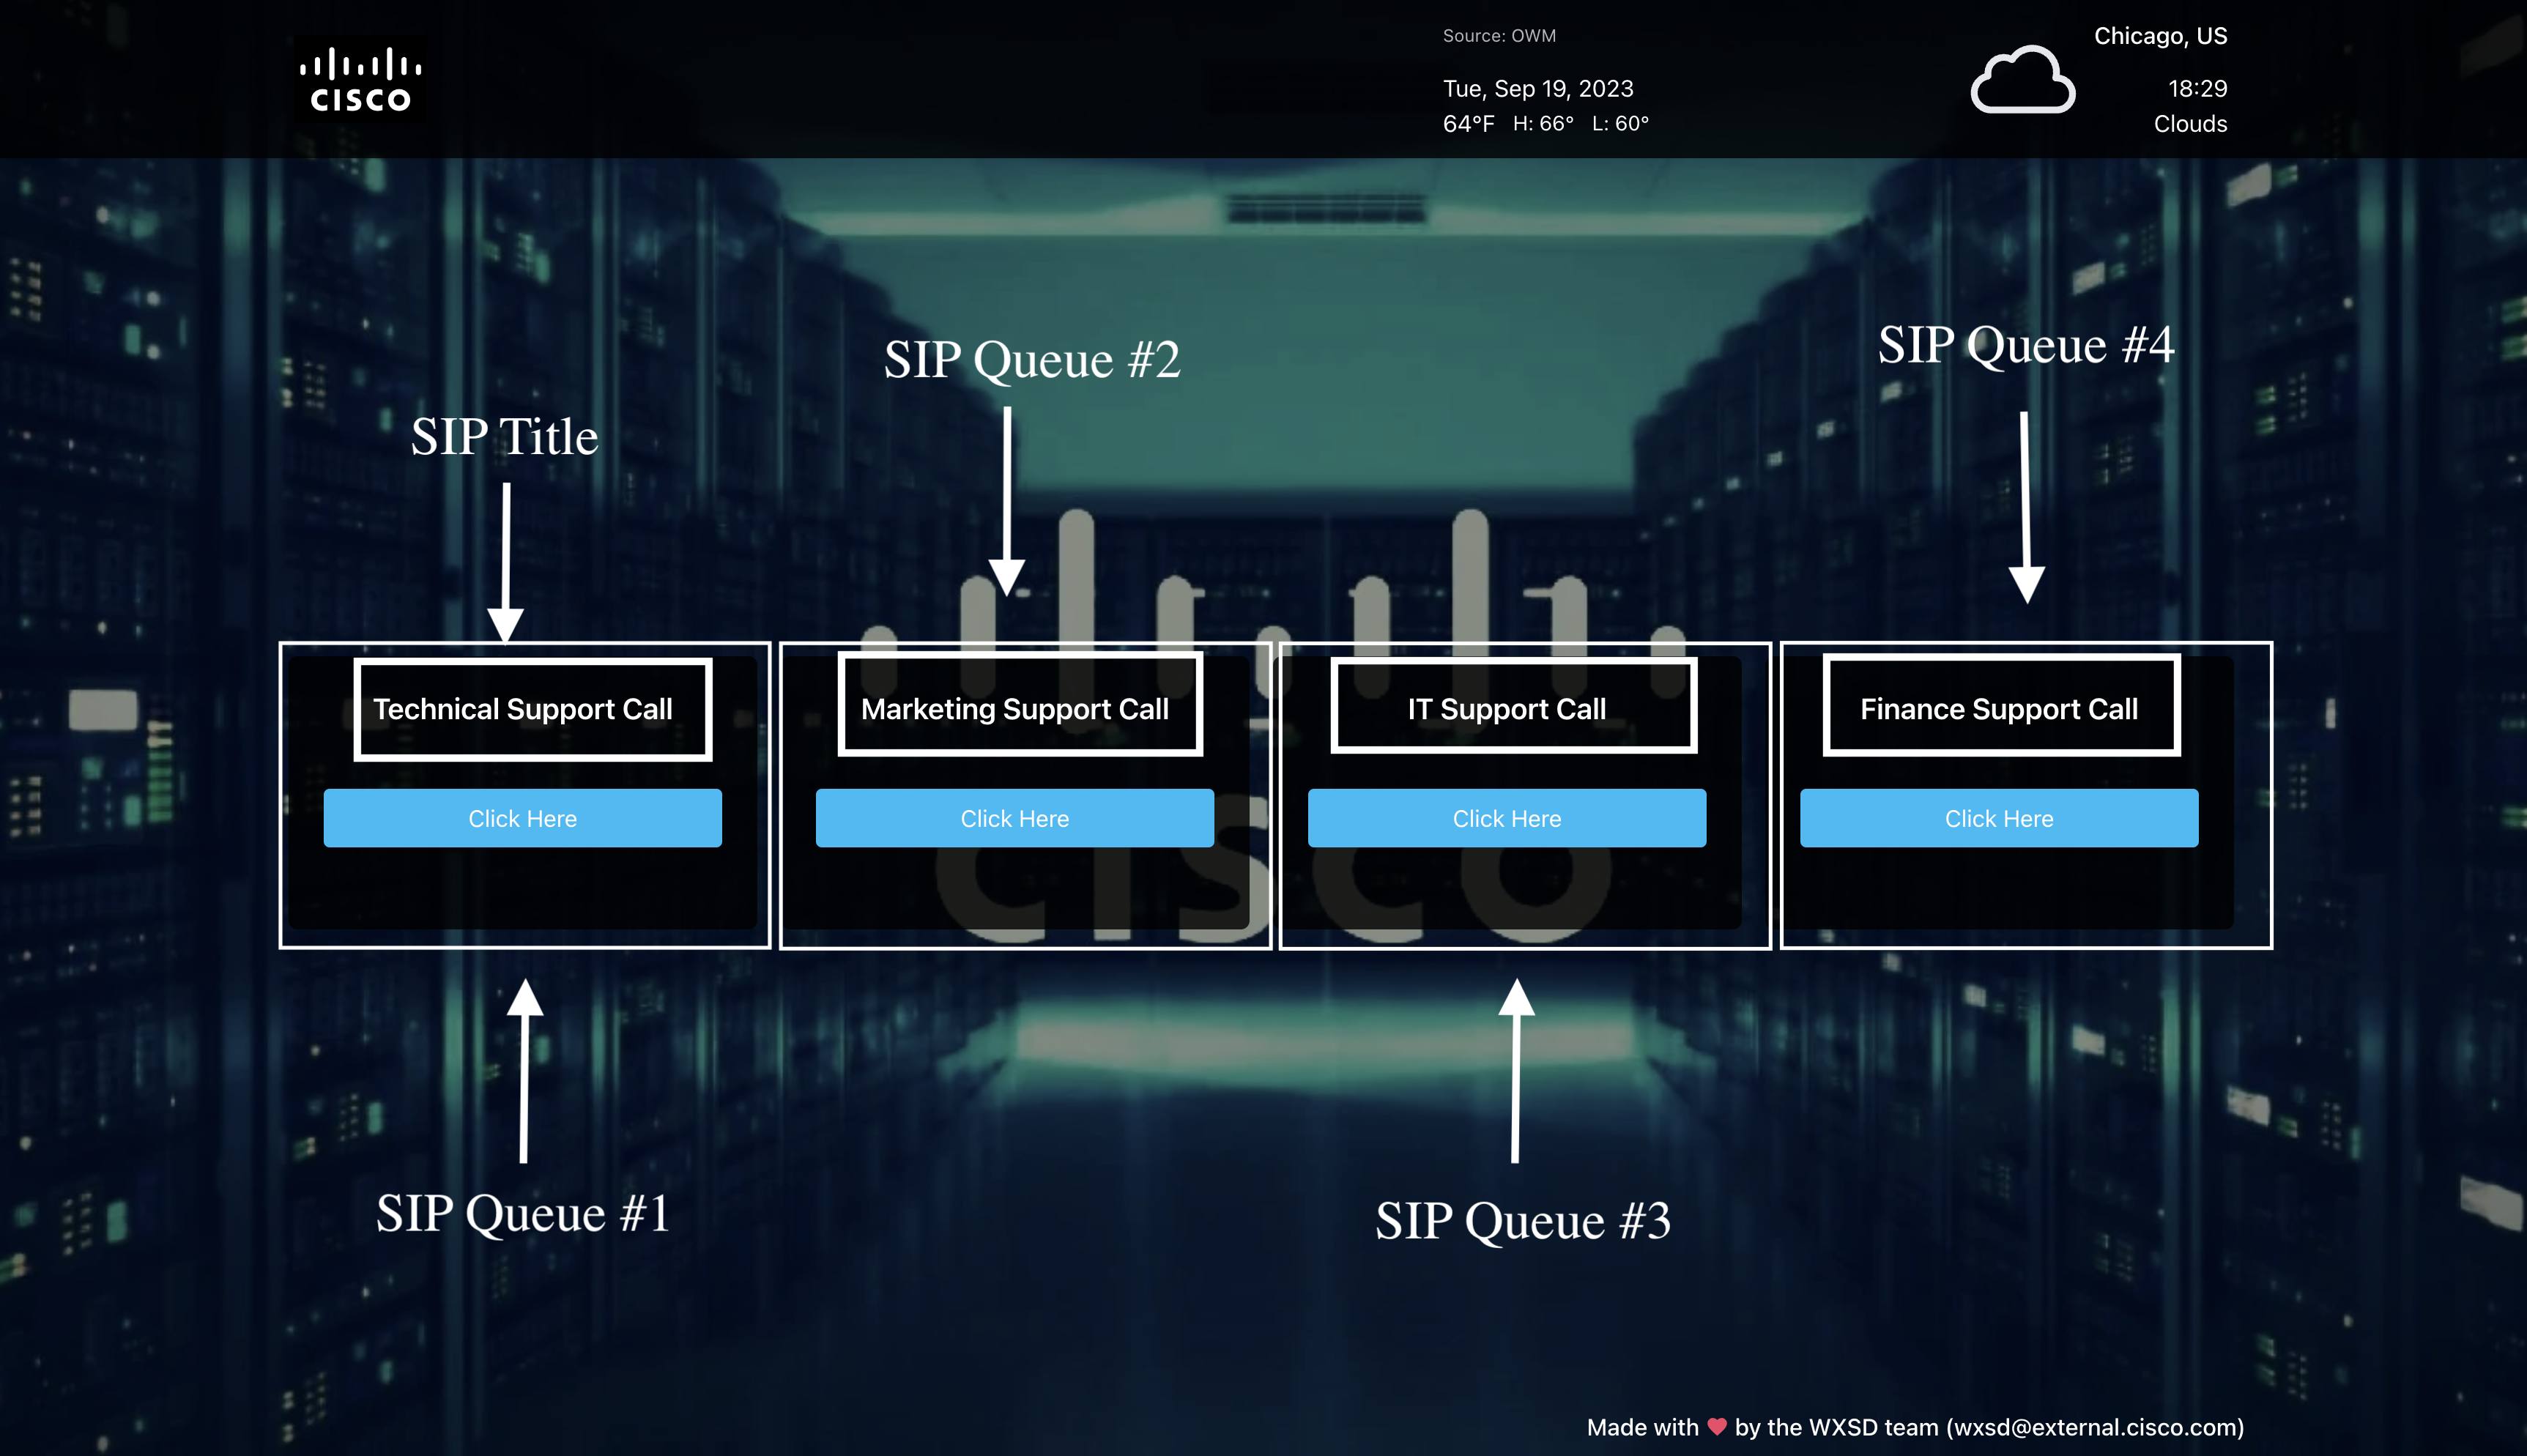 CISCO
Source: OWM
Tue, Sep 19, 2023
64°F H: 66° L: 60°
Chicago, US
18:29
Clouds
SIP Title
SIP Queue #2
SIP Queue #4
Technical Support Call
Click Here
Marketing Support Call
Click Here
IT Support Call
Click Here
Finance Support Call
Click Here
CISCO
SIP Queue #1
SIP Queue #3
Made with ❤ by the WXSD team (wxsd@external.cisco.com)